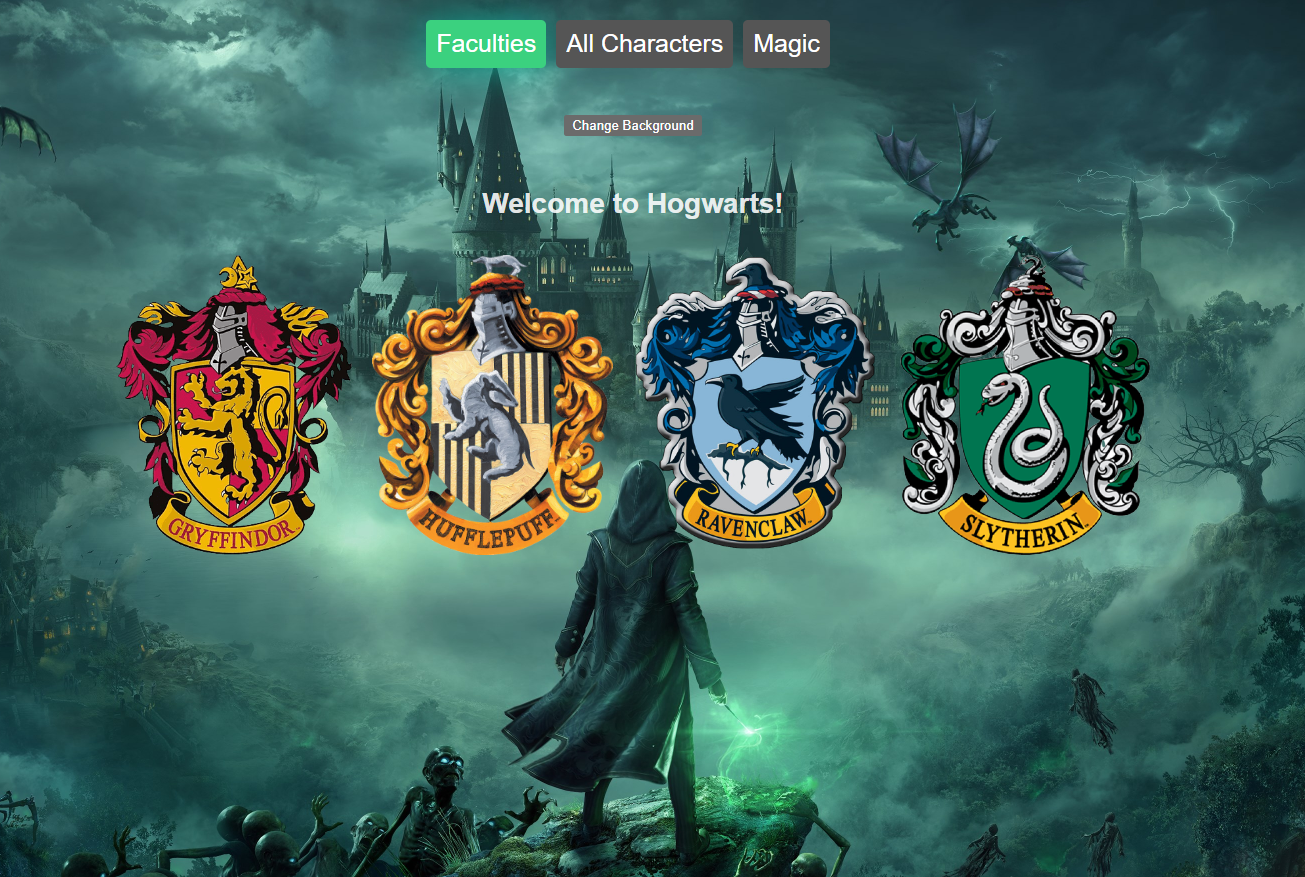 Faculties All Characters Magic
Change Background
Welcome to Hogwarts!
GRYFFINDOR
HUFFLEPUFF
RAVENCLAW
SLYTHERIN